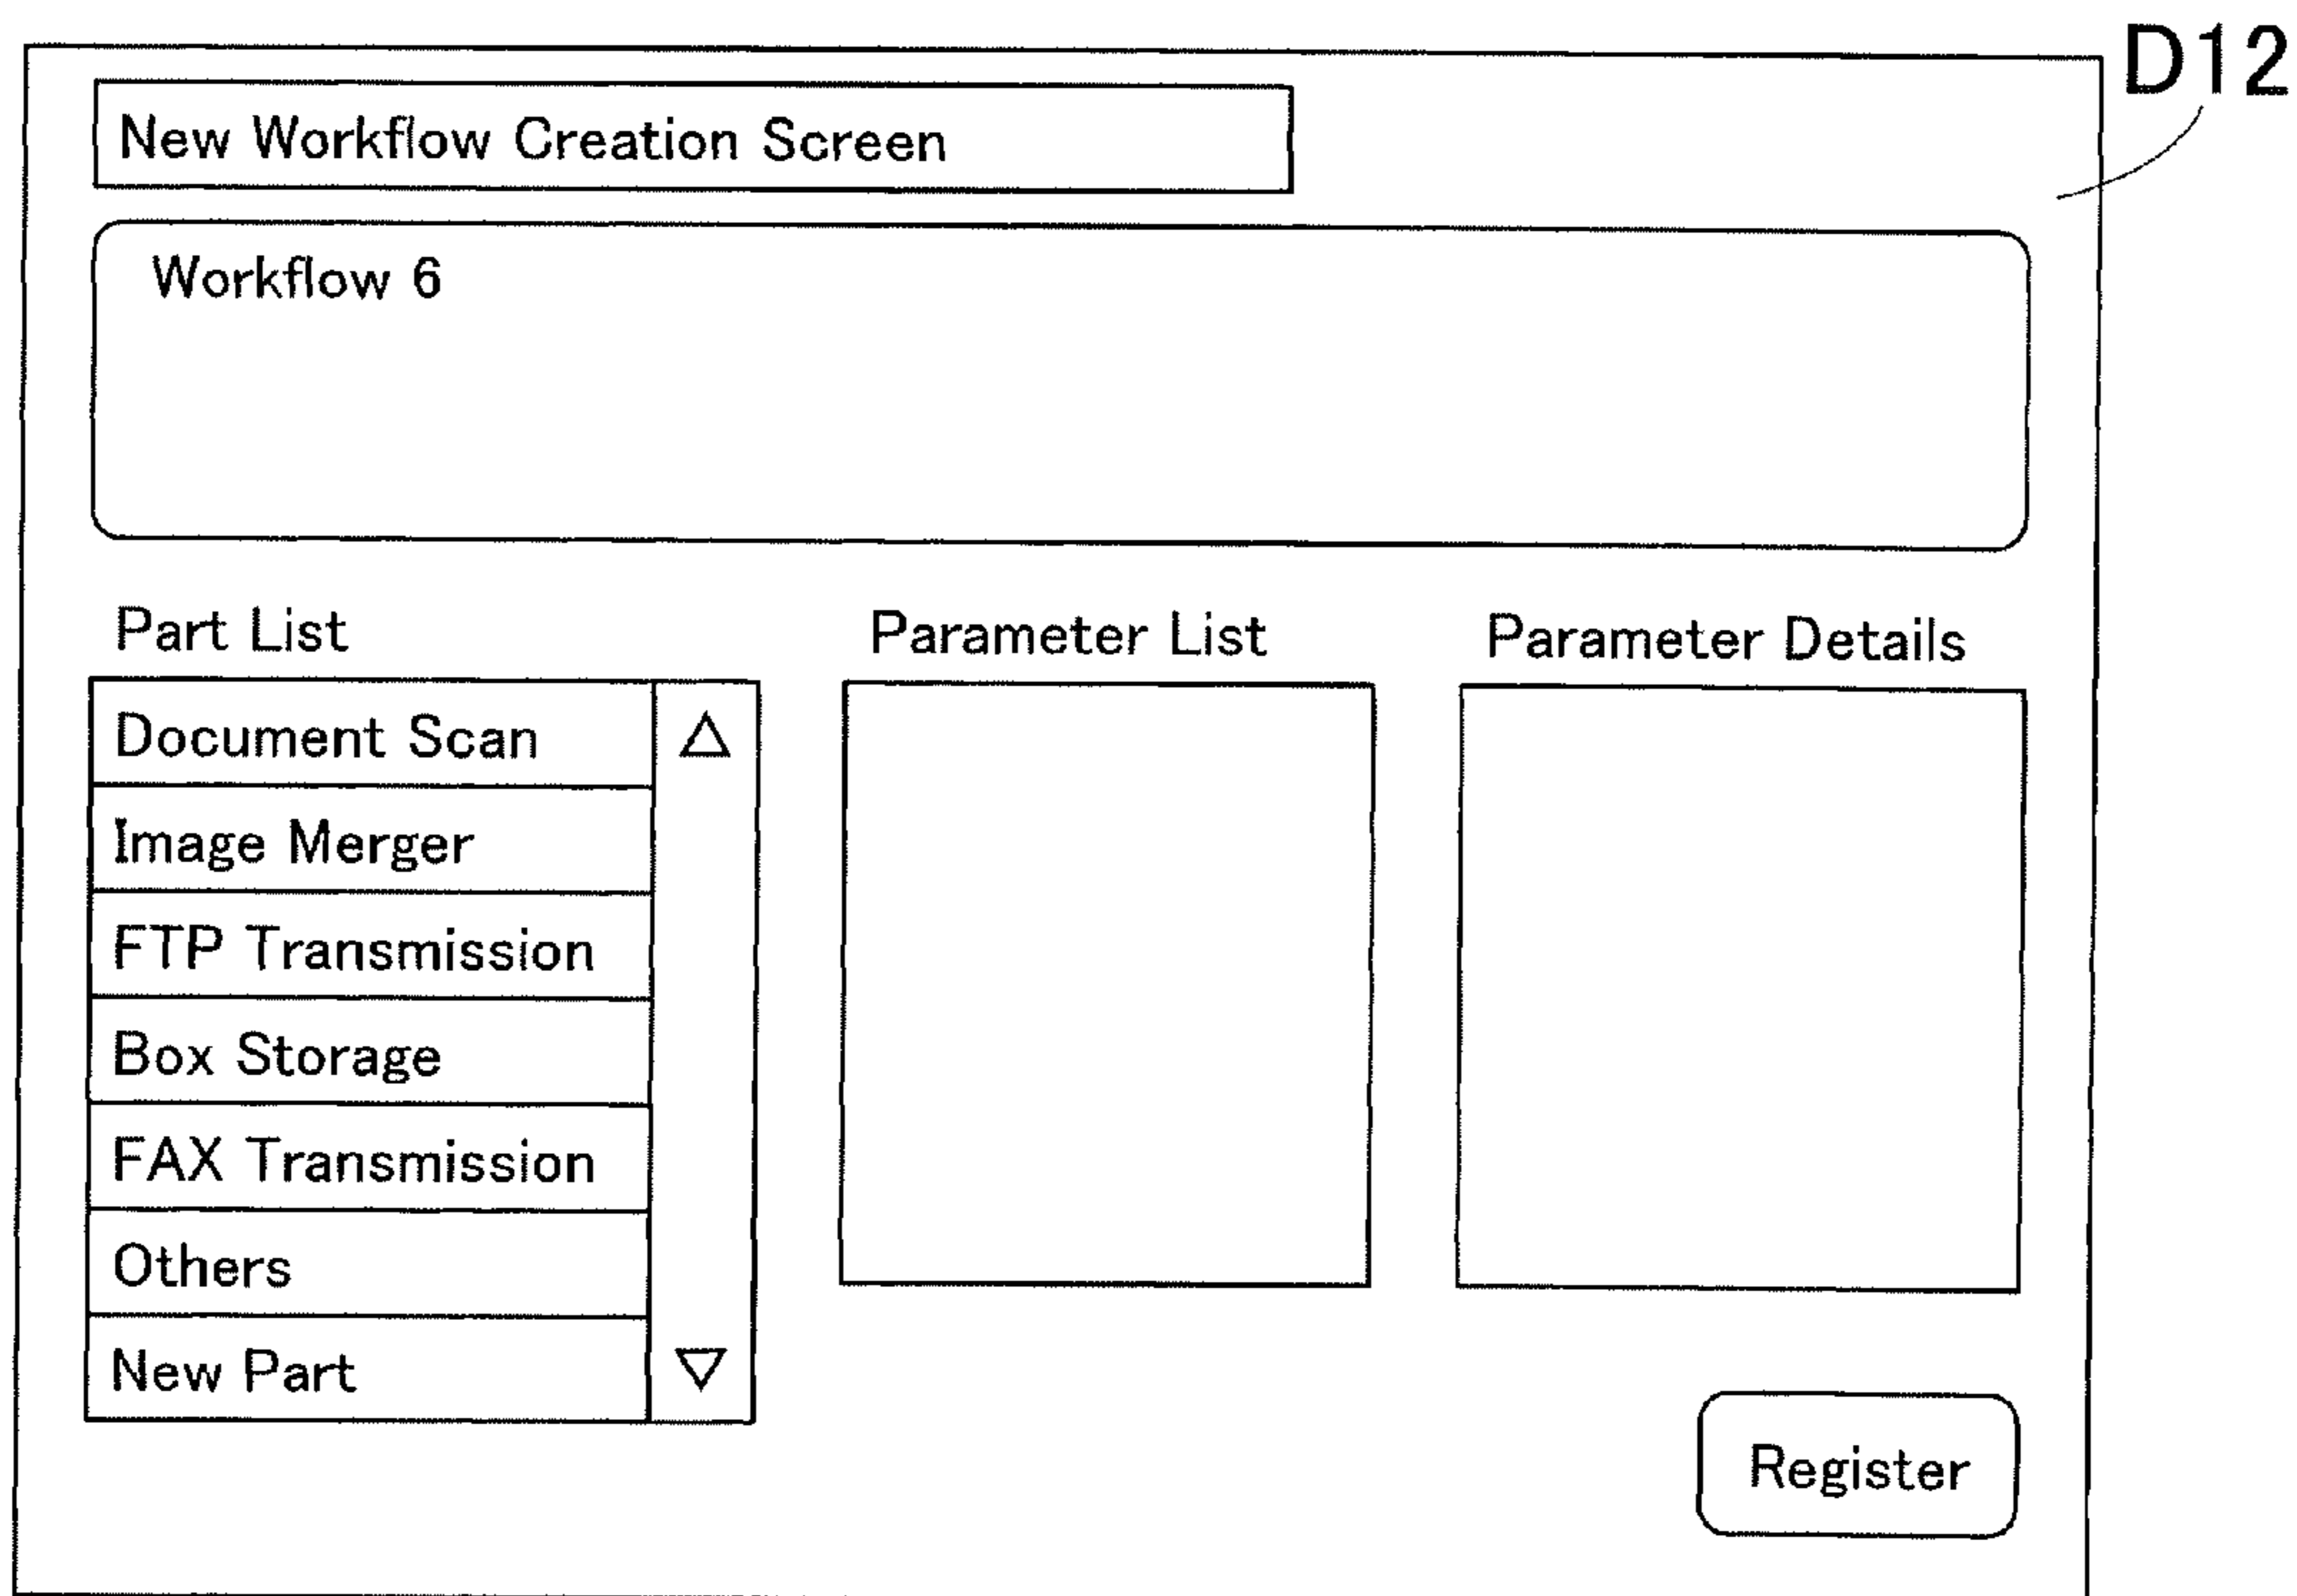 D12
New Workflow Creation Screen
Workflow 6
Part List
Document Scan
Image Merger
FTP Transmission
Box Storage
FAX Transmission
Others
New Part
Parameter List
Parameter Details
Register